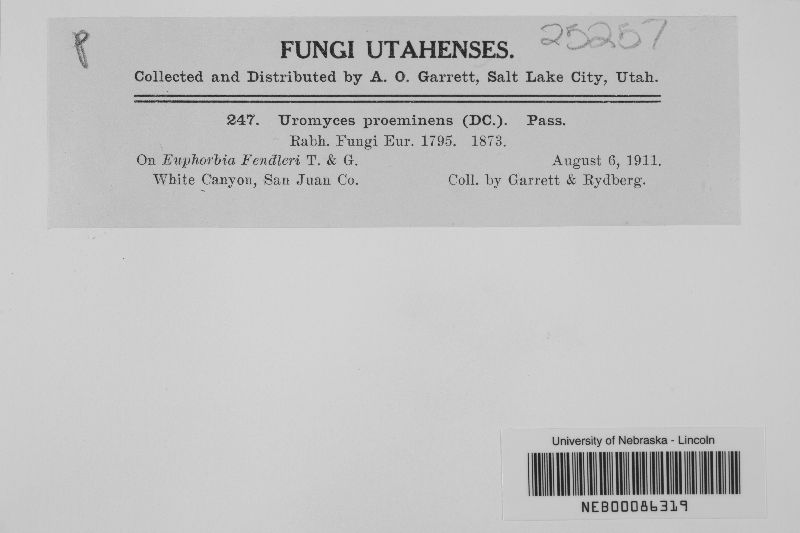 P
25257
FUNGI UTAHENSES.
Collected and Distributed by A. O. Garrett, Salt Lake City, Utah.
247. Uromyces proeminens (DC.). Pass.
Rabh. Fungi Eur. 1795. 1873.
On Euphorbia Fendleri T. & G. August 6, 1911.
White Canyon, San Juan Co. Coll. by Garrett & Rydberg.
University of Nebraska - Lincoln
NEB00086319